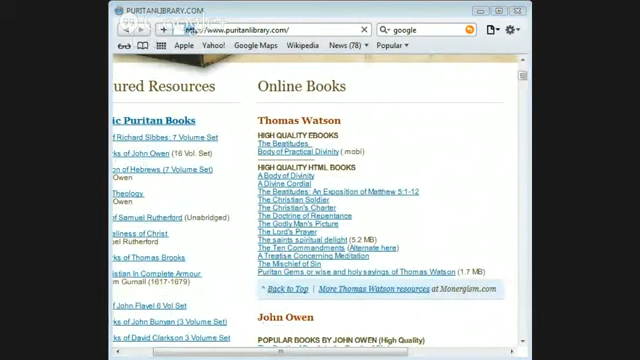 PURITANLIBRARY.COM
Google+
http://www.puritanlibrary.com/
google
Apple Yahoo! Google Maps Wikipedia News (78) Popular
ured Resources
ic Puritan Books
of Richard Sibbes: 7 Volume Set
rks of John Owen (16 Vol. Set)
on of Hebrews (7 Volume Set)
Owen
Theology
Owen
of Samuel Rutherford (Unabridged)
eliness of Christ
uel Rutherford
rks of Thomas Brooks
ristian In Complete Armour
am Gurnall (1617-1679)
of John Flavel 6 Vol Set
rks of John Bunyan (3 Volume Set)
rks of David Clarkson 3 Volume Set
Online Books
Thomas Watson
HIGH QUALITY EBOOKS
The Beatitudes
Body of Practical Divinity (.mobi)
HIGH QUALITY HTML BOOKS
A Body of Divinity
A Divine Cordial
The Beatitudes: An Exposition of Matthew 5:1-12
The Christian Soldier
The Christian's Charter
The Doctrine of Repentance
The Godly Man's Picture
The Lord's Prayer
The saints spiritual delight (5.2 MB)
The Ten Commandments (Alternate here)
A Treatise Concerning Meditation
The Mischief of Sin
Puritan Gems or wise and holy sayings of Thomas Watson (1.7 MB)
^ Back to Top | More Thomas Watson resources at Monergism.com
John Owen
POPULAR BOOKS BY JOHN OWEN (High Quality)